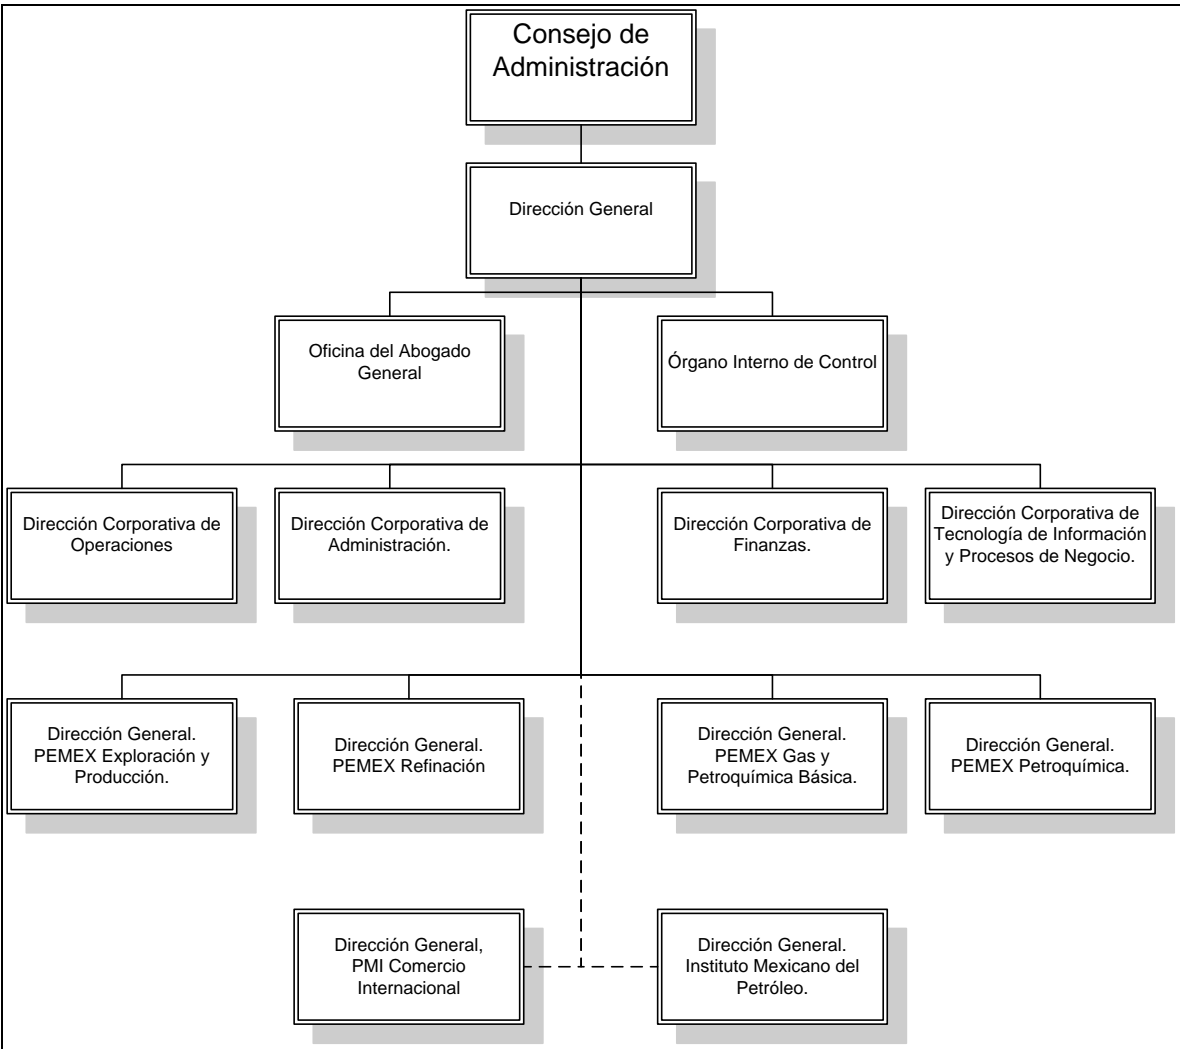 Consejo de
Administración
Dirección General
Oficina del Abogado
General
Órgano Interno de Control
Dirección Corporativa de
Operaciones
Dirección Corporativa de
Administración.
Dirección Corporativa de
Finanzas.
Dirección Corporativa de
Tecnología de Información
y Procesos de Negocio.
Dirección General.
PEMEX Exploración y
Producción.
Dirección General.
PEMEX Refinación
Dirección General.
PEMEX Gas y
Petroquímica Básica.
Dirección General.
PEMEX Petroquímica.
Dirección General,
PMI Comercio
Internacional
Dirección General.
Instituto Mexicano del
Petróleo.